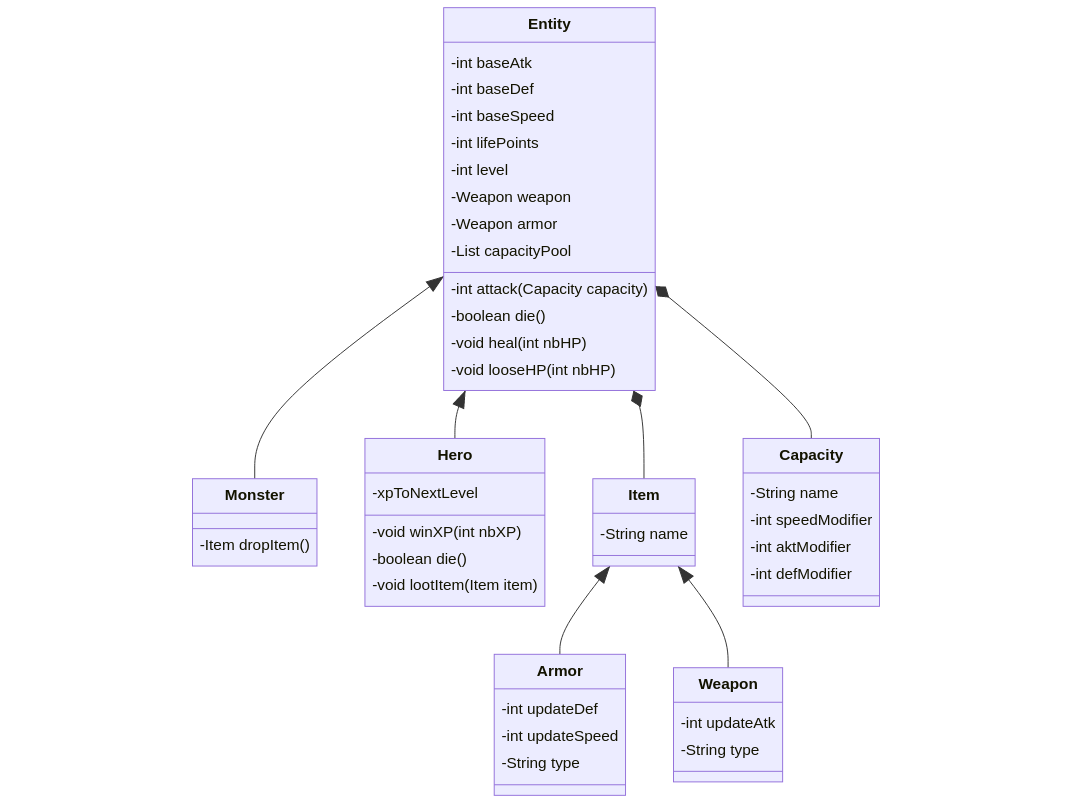 Entity
-int baseAtk
-int baseDef
-int baseSpeed
-int lifePoints
-int level
-Weapon weapon
-Weapon armor
-List capacityPool
-int attack(Capacity capacity)
-boolean die()
-void heal(int nbHP)
-void looseHP(int nbHP)
Monster
-Item dropItem()
Hero
-xpToNextLevel
-void winXP(int nbXP)
-boolean die()
-void lootItem(Item item)
Item
-String name
Capacity
-String name
-int speedModifier
-int aktModifier
-int defModifier
Armor
-int updateDef
-int updateSpeed
-String type
Weapon
-int updateAtk
-String type